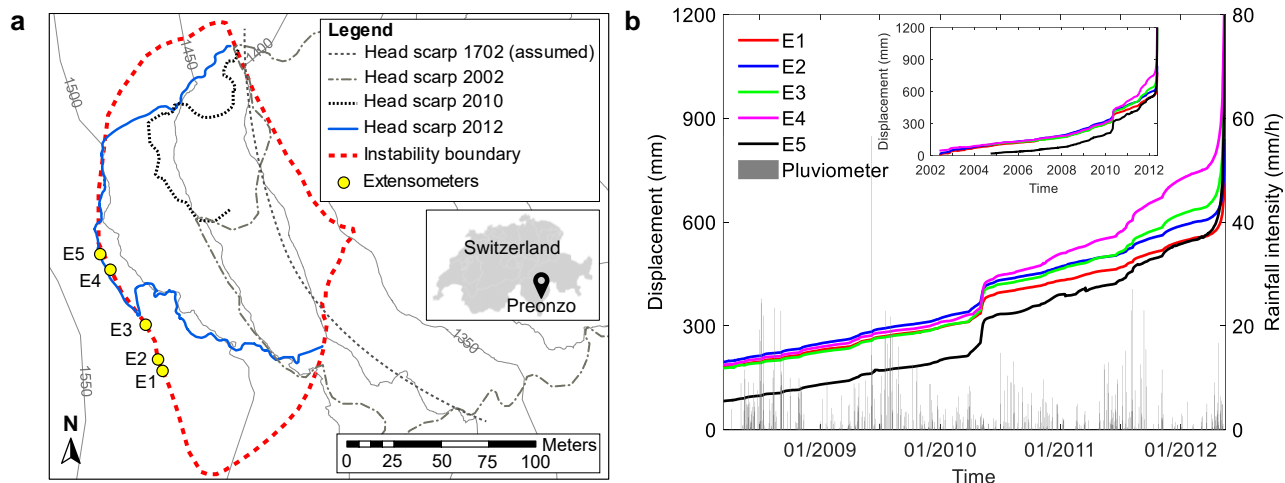 a
Legend
Head scarp 1702 (assumed)
Head scarp 2002
Head scarp 2010
Head scarp 2012
Instability boundary
Extensometers
1500
1450
1400
1350
1550
E5
E4
E3
E2
E1
Switzerland
Preonzo
N
Meters
0 25 50 75 100
b
1200
900
600
300
0
Displacement (mm)
E1
E2
E3
E4
E5
Pluviometer
1200
900
600
300
0
Displacement (mm)
2002 2004 2006 2008 2010 2012
Time
80
60
40
20
0
Rainfall intensity (mm/h)
01/2009 01/2010 01/2011 01/2012
Time